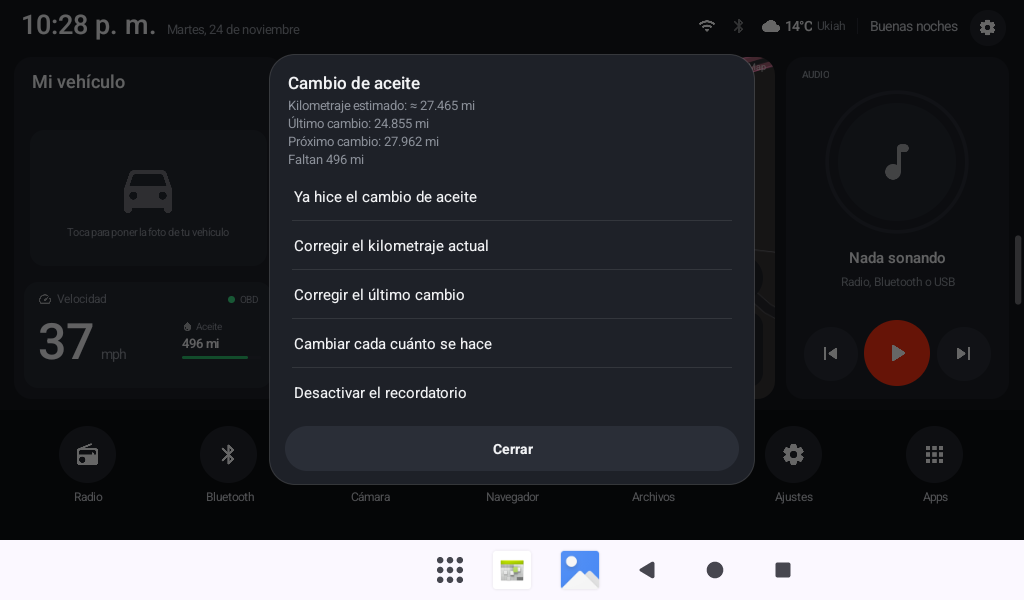 10:28 p. m.
Martes, 24 de noviembre
14°C
Ukiah
Buenas noches
Mi vehículo
Toca para poner la foto de tu vehículo
Velocidad
OBD
37
mph
Aceite
496 mi
Cambio de aceite
Kilometraje estimado: ≈ 27.465 mi
Último cambio: 24.855 mi
Próximo cambio: 27.962 mi
Faltan 496 mi
Ya hice el cambio de aceite
Corregir el kilometraje actual
Corregir el último cambio
Cambiar cada cuánto se hace
Desactivar el recordatorio
Cerrar
AUDIO
Nada sonando
Radio, Bluetooth o USB
Radio
Bluetooth
Cámara
Navegador
Archivos
Ajustes
Apps